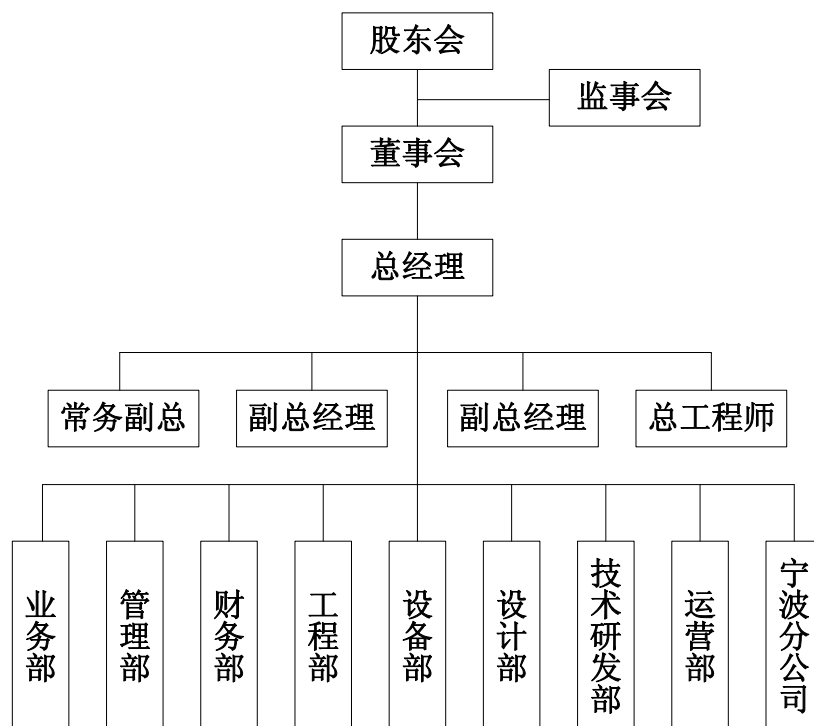 股东会
监事会
董事会
总经理
常务副总
副总经理
副总经理
总工程师
业务部
管理部
财务部
工程部
设备部
设计部
技术研发部
运营部
宁波分公司